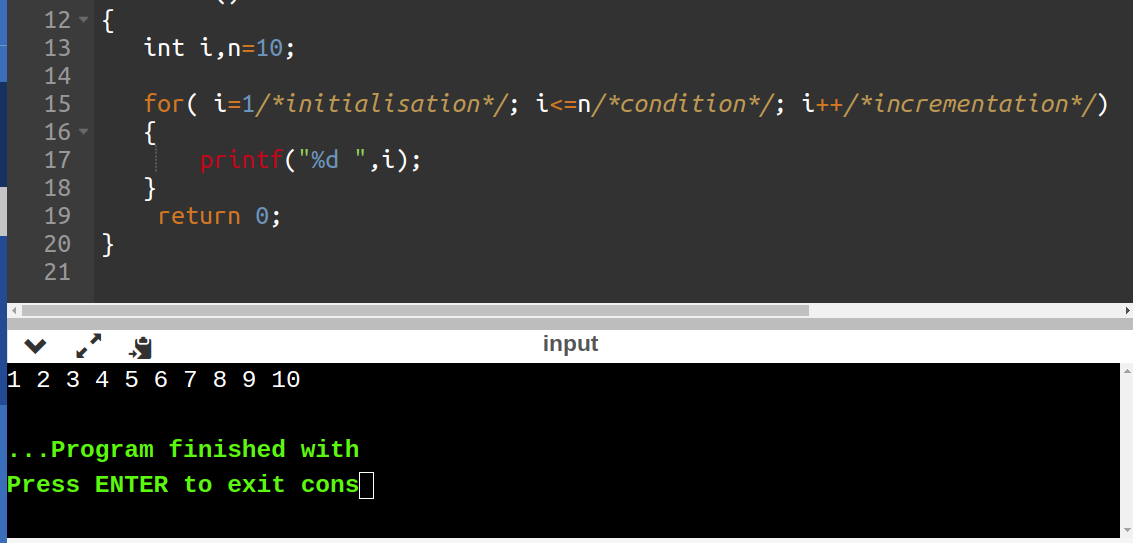 ()
12 {
13 int i,n=10;
14
15 for( i=1/*initialisation*/; i<=n/*condition*/; i++/*incrementation*/)
16 {
17 printf("%d ",i);
18 }
19 return 0;
20 }
21
input
1 2 3 4 5 6 7 8 9 10
...Program finished with
Press ENTER to exit cons